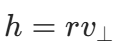 h = rv⊥